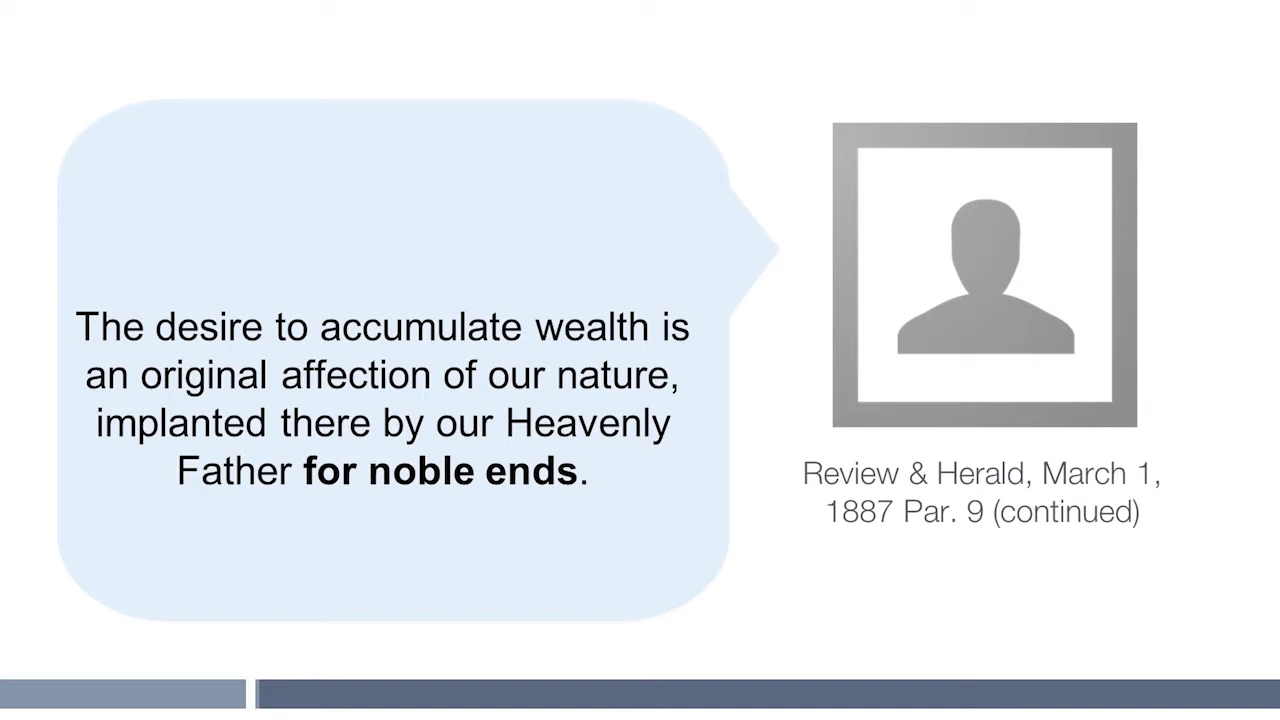 The desire to accumulate wealth is
an original affection of our nature,
implanted there by our Heavenly
Father for noble ends.
Review & Herald, March 1,
1887 Par. 9 (continued)